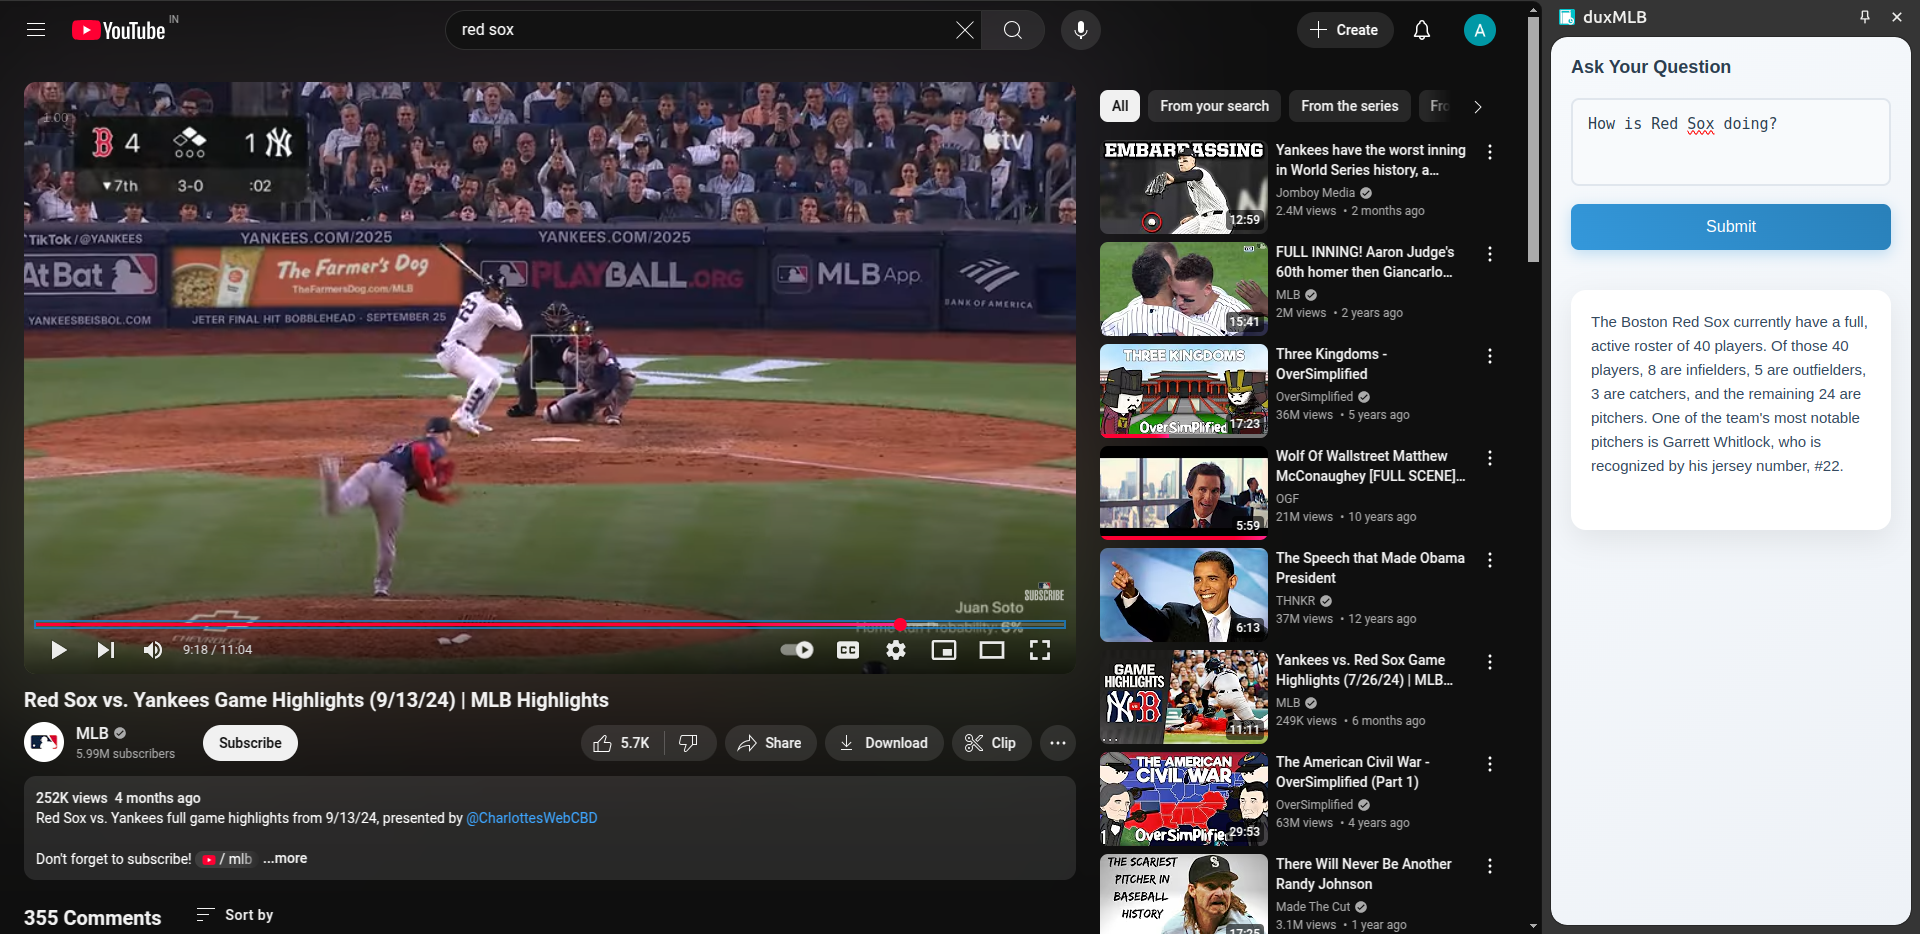 YouTube
IN
red sox
Create
A
1.00
B 4 1 NY
▼7th 3-0 :02
tv
TikTok / @YANKEES
YANKEES.COM/2025
YANKEES.COM/2025
At Bat
The Farmer's Dog
TheFarmersDog.com/MLB
PLAYBALL.ORG
MLB App
BANK OF AMERICA
YANKEESBEISBOL.COM
JETER FINAL HIT BOBBLEHEAD - SEPTEMBER 25
22
SUBSCRIBE
Juan Soto
Home Run Probability: 6%
CHEVROLET
9:18 / 11:04
CC
Red Sox vs. Yankees Game Highlights (9/13/24) | MLB Highlights
MLB
5.99M subscribers
Subscribe
5.7K
Share
Download
Clip
252K views 4 months ago
Red Sox vs. Yankees full game highlights from 9/13/24, presented by @CharlottesWebCBD
Don't forget to subscribe! / mlb ...more
355 Comments
Sort by
All
From your search
From the series
Fro
EMBARRASSING
12:59
Yankees have the worst inning
in World Series history, a...
Jomboy Media
2.4M views • 2 months ago
15:41
FULL INNING! Aaron Judge's
60th homer then Giancarlo...
MLB
2M views • 2 years ago
THREE KINGDOMS
OverSimplified
17:23
Three Kingdoms -
OverSimplified
OverSimplified
36M views • 5 years ago
5:59
Wolf Of Wallstreet Matthew
McConaughey [FULL SCENE]...
OGF
21M views • 10 years ago
6:13
The Speech that Made Obama
President
THNKR
37M views • 12 years ago
GAME
HIGHLIGHTS
11:11
Yankees vs. Red Sox Game
Highlights (7/26/24) | MLB...
MLB
249K views • 6 months ago
THE AMERICAN
CIVIL WAR
1
OverSimplified
29:53
The American Civil War -
OverSimplified (Part 1)
OverSimplified
63M views • 4 years ago
THE SCARIEST
PITCHER IN
BASEBALL
HISTORY
S
17:25
There Will Never Be Another
Randy Johnson
Made The Cut
3.1M views • 1 year ago
duxMLB
Ask Your Question
How is Red Sox doing?
Submit
The Boston Red Sox currently have a full,
active roster of 40 players. Of those 40
players, 8 are infielders, 5 are outfielders,
3 are catchers, and the remaining 24 are
pitchers. One of the team's most notable
pitchers is Garrett Whitlock, who is
recognized by his jersey number, #22.